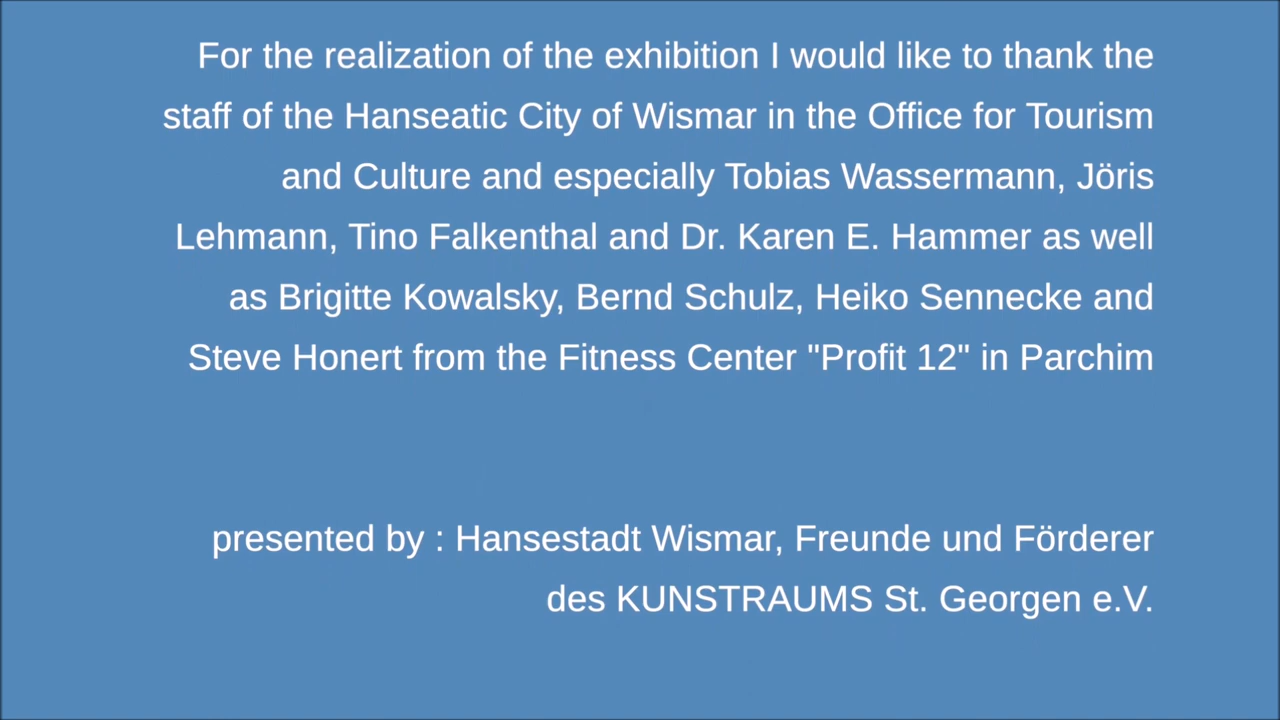 For the realization of the exhibition I would like to thank the
staff of the Hanseatic City of Wismar in the Office for Tourism
and Culture and especially Tobias Wassermann, Jöris
Lehmann, Tino Falkenthal and Dr. Karen E. Hammer as well
as Brigitte Kowalsky, Bernd Schulz, Heiko Sennecke and
Steve Honert from the Fitness Center "Profit 12" in Parchim
presented by : Hansestadt Wismar, Freunde und Förderer
des KUNSTRAUMS St. Georgen e.V.